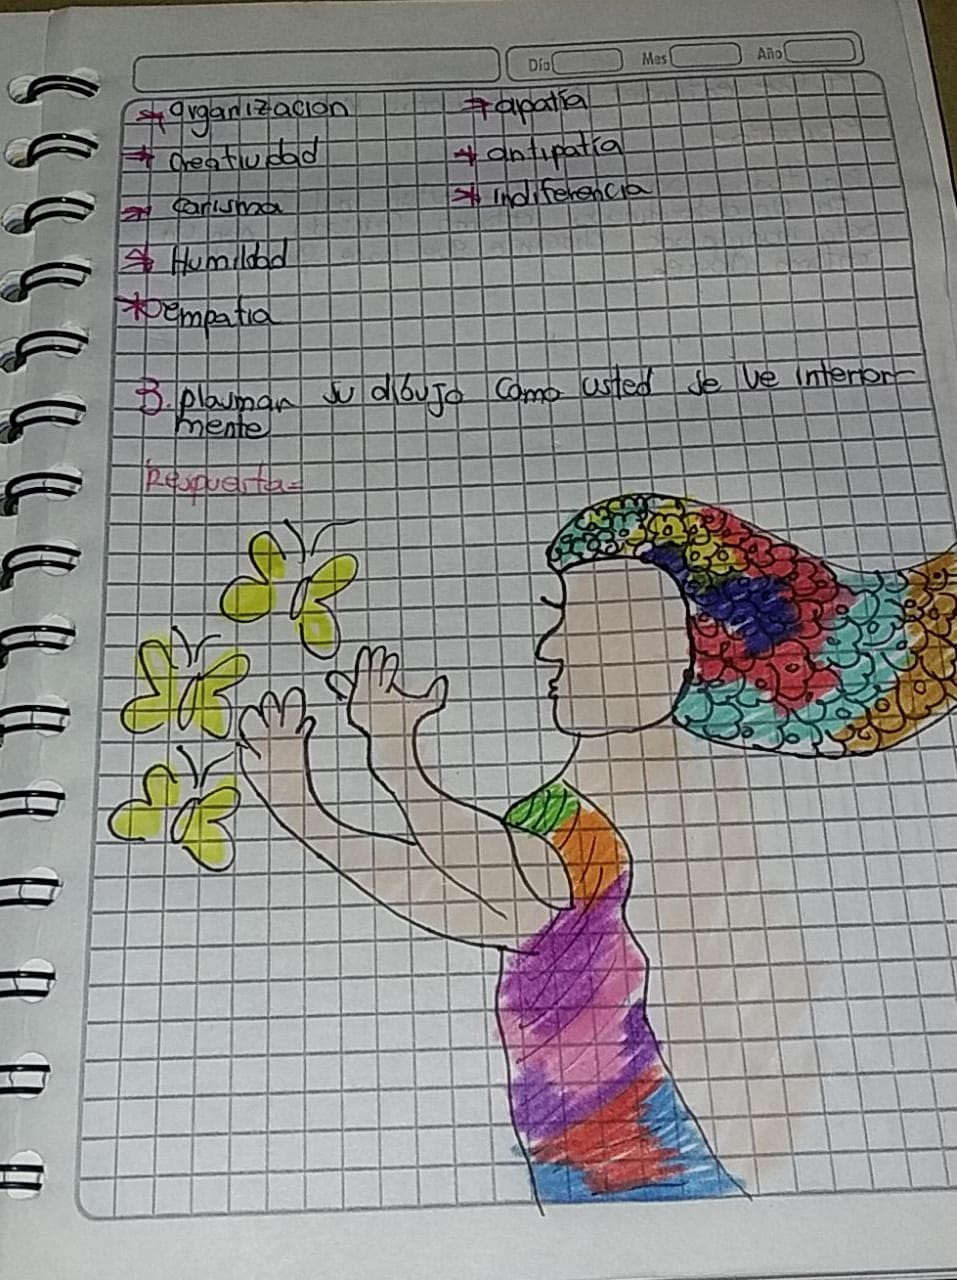 Día Mes Año
* organización * apatía
* creatividad * antipatía
* Carisma * indiferencia
* Humildad
* empatia
3. plasmar su dibujo como usted se ve interior-
mente
Respuesta=